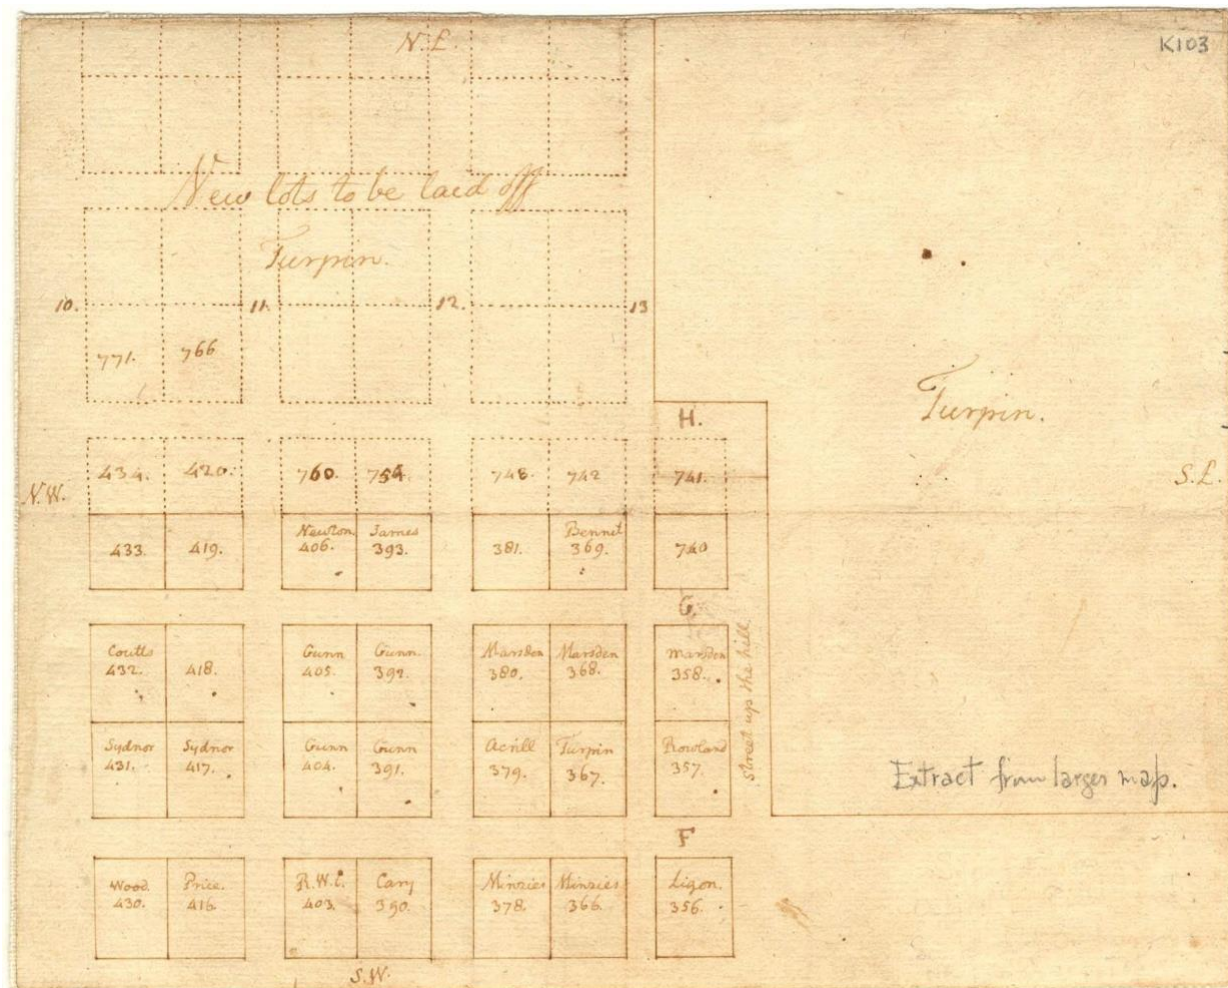 N.E.
K103
New lots to be laid off
Turpin.
10. 11. 12. 13
771. 766
Turpin.
H.
434. 420. 760. 754. 748. 742 741.
N.W.
S.E.
Newton James Bennet
433. 419. 406. 393. 381. 369. 740
G.
Coutts Gunn Gunn. Marsden Marsden Marsden
432. 418. 405. 392. 380. 368. 358.
street up the hill
Sydnor Sydnor Gunn Gunn Acrill Turpin Rowland
431. 417. 404. 391. 379. 367. 357.
Extract from larger map.
F
Wood. Price. R.W.C. Cary Minzies Minzies Ligon.
430. 416. 403. 390. 378. 366. 356.
S.W.